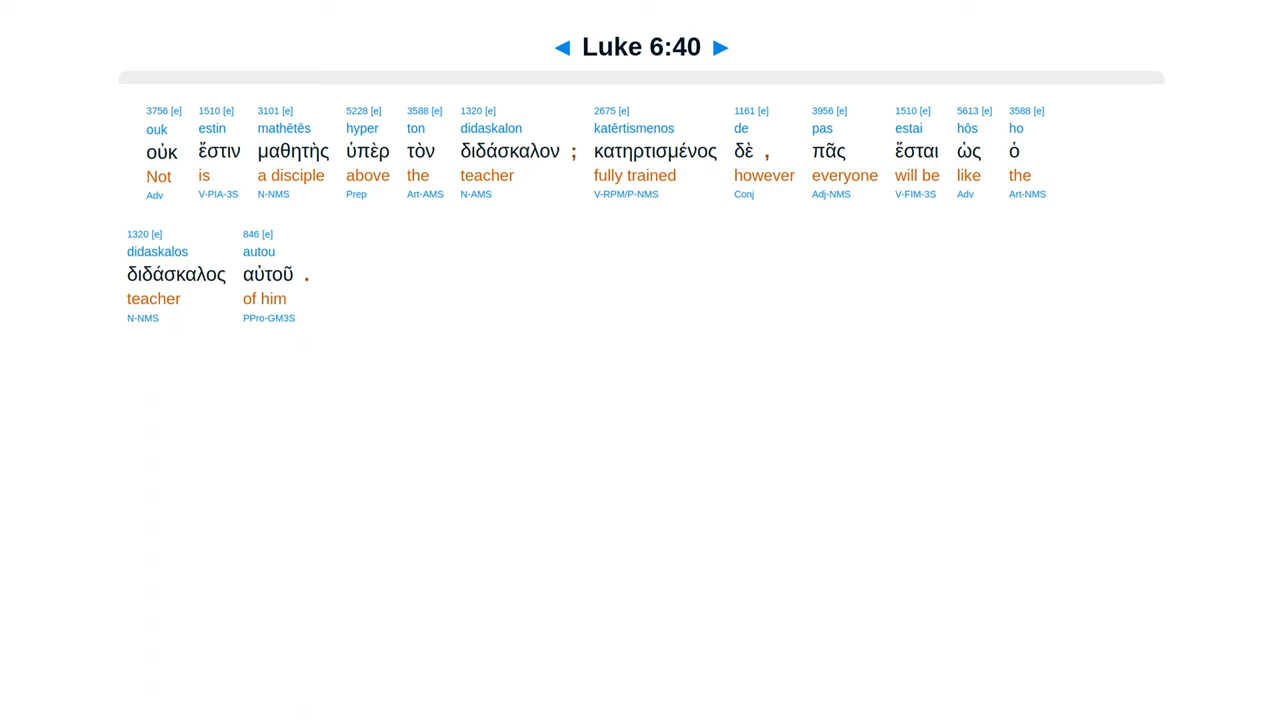 ◄ Luke 6:40 ►
3756 [e] 1510 [e] 3101 [e] 5228 [e] 3588 [e] 1320 [e] 2675 [e] 1161 [e] 3956 [e] 1510 [e] 5613 [e] 3588 [e]
ouk estin mathētēs hyper ton didaskalon katērtismenos de pas estai hōs ho
οὐκ ἔστιν μαθητὴς ὑπὲρ τὸν διδάσκαλον ; κατηρτισμένος δὲ , πᾶς ἔσται ὡς ὁ
Not is a disciple above the teacher fully trained however everyone will be like the
Adv V-PIA-3S N-NMS Prep Art-AMS N-AMS V-RPM/P-NMS Conj Adj-NMS V-FIM-3S Adv Art-NMS
1320 [e] 846 [e]
didaskalos autou
διδάσκαλος αὐτοῦ .
teacher of him
N-NMS PPro-GM3S